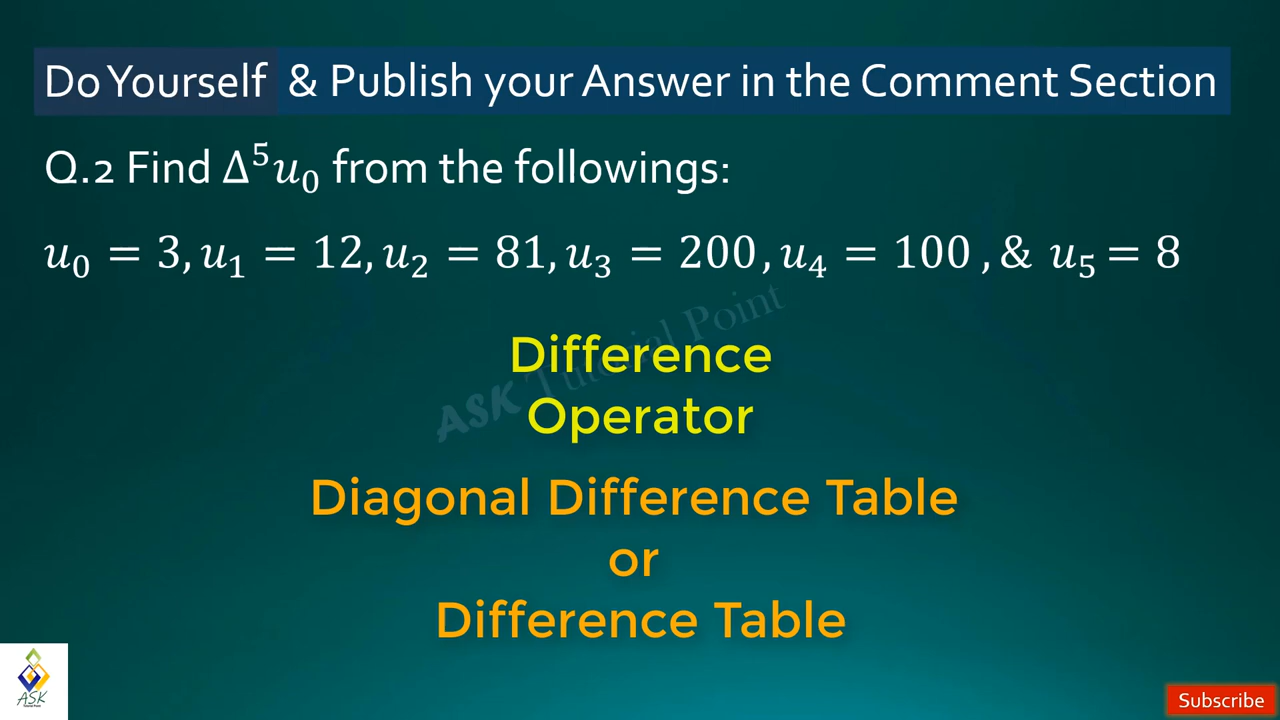 Do Yourself & Publish your Answer in the Comment Section
Q.2 Find Δ⁵u₀ from the followings:
u₀ = 3, u₁ = 12, u₂ = 81, u₃ = 200, u₄ = 100 , & u₅ = 8
ASK Tutorial Point
Difference
Operator
Diagonal Difference Table
or
Difference Table
ASK
Tutorial Point
Subscribe